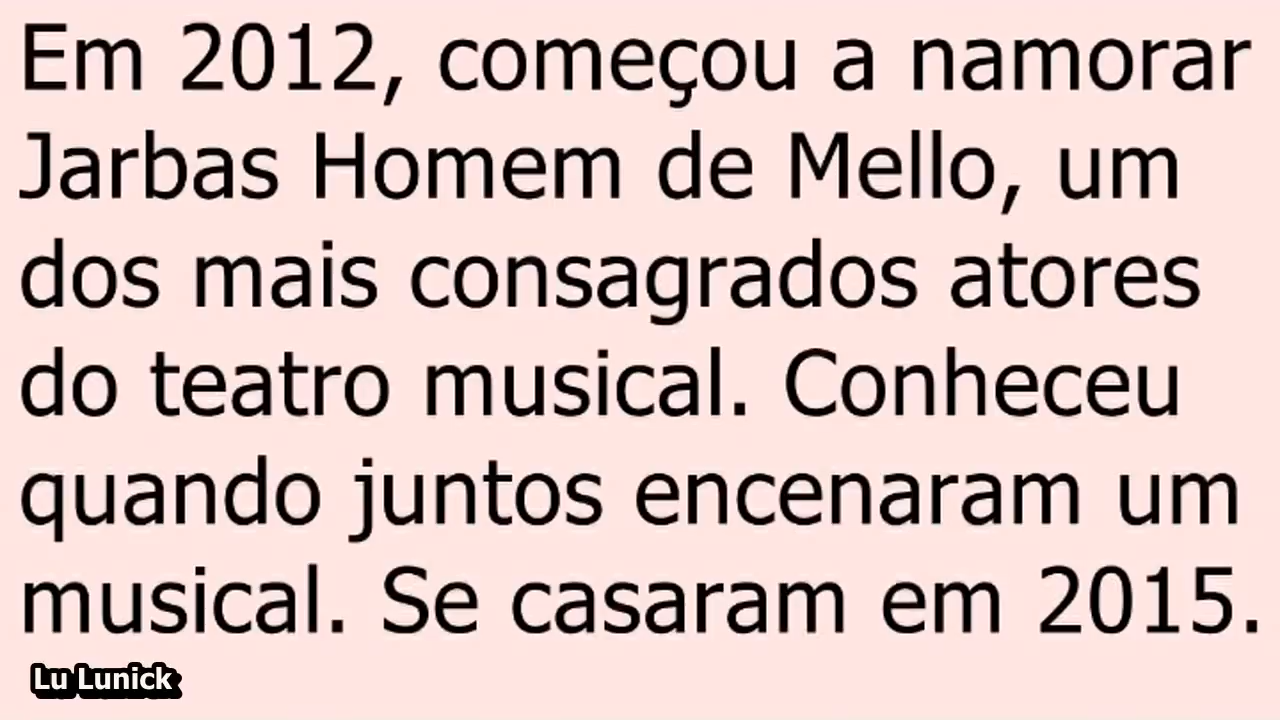 Em 2012, começou a namorar
Jarbas Homem de Mello, um
dos mais consagrados atores
do teatro musical. Conheceu
quando juntos encenaram um
musical. Se casaram em 2015.
Lu Lunick